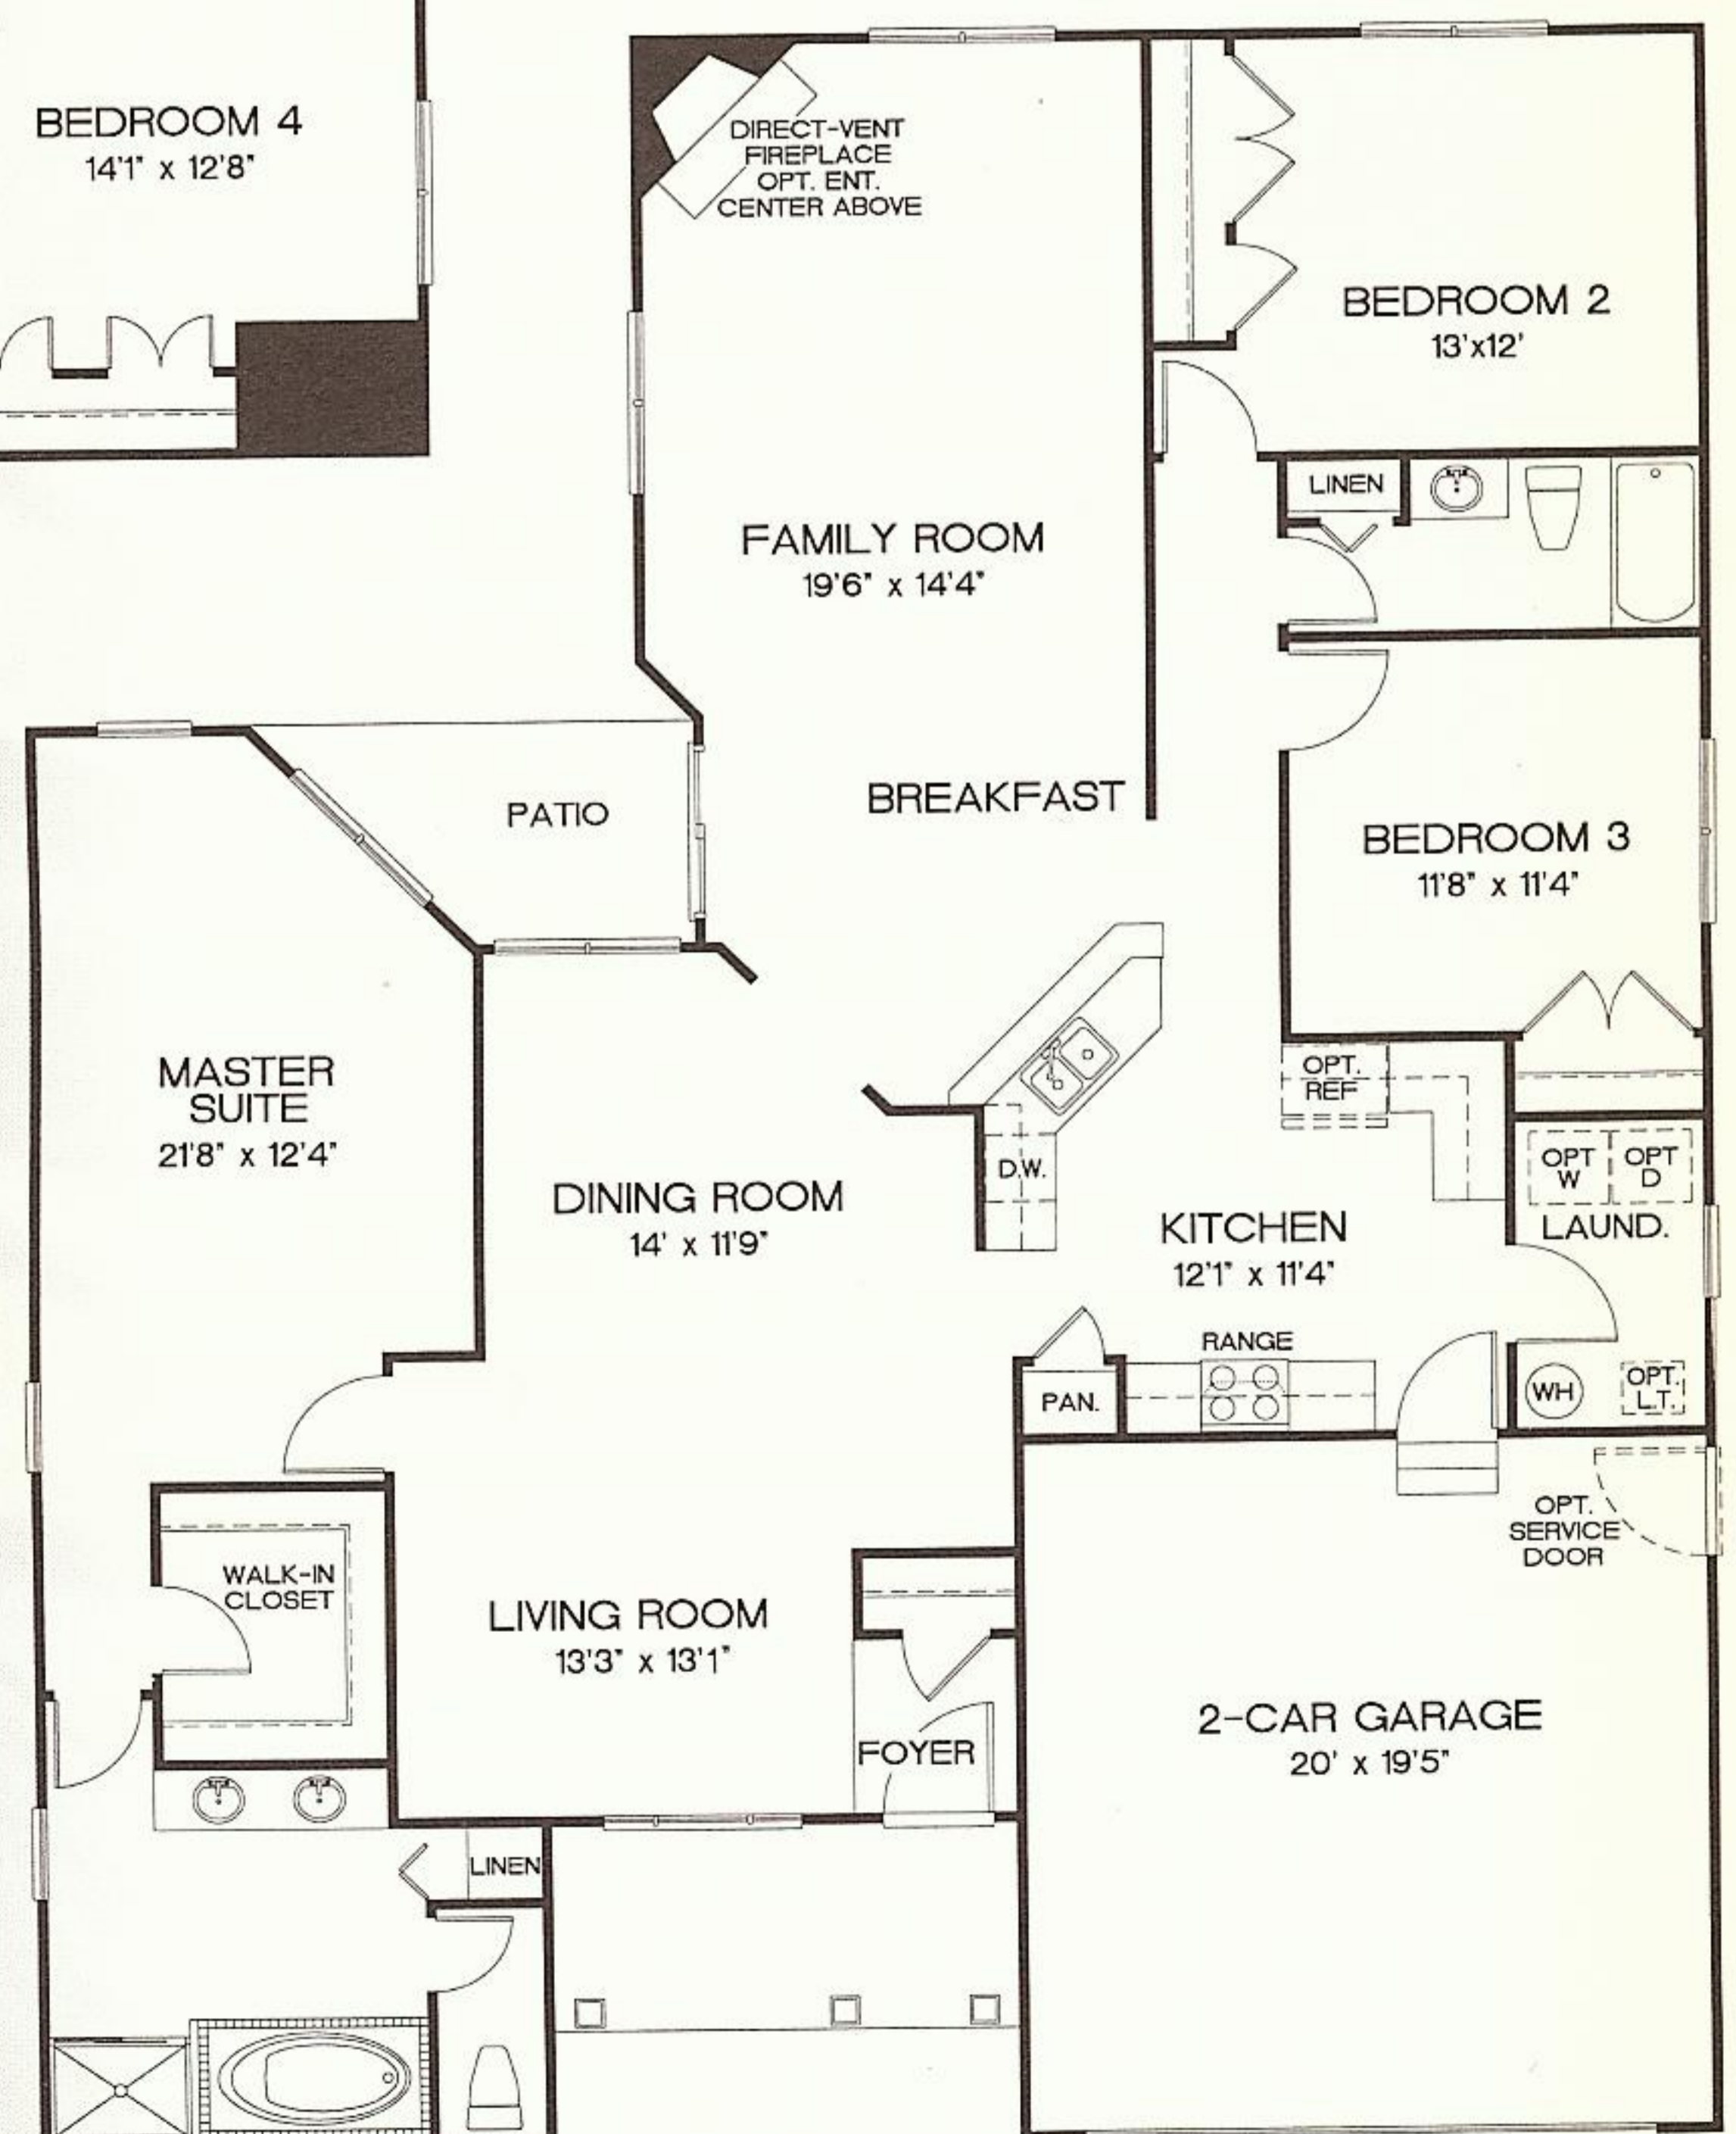 BEDROOM 4
14'1" x 12'8"
DIRECT-VENT
FIREPLACE
OPT. ENT.
CENTER ABOVE
BEDROOM 2
13'x12'
LINEN
FAMILY ROOM
19'6" x 14'4"
PATIO
BREAKFAST
BEDROOM 3
11'8" x 11'4"
MASTER
SUITE
21'8" x 12'4"
OPT.
REF
D.W.
OPT
W
OPT
D
LAUND.
DINING ROOM
14' x 11'9"
KITCHEN
12'1" x 11'4"
RANGE
PAN.
WH
OPT.
L.T.
OPT.
SERVICE
DOOR
WALK-IN
CLOSET
LIVING ROOM
13'3" x 13'1"
FOYER
2-CAR GARAGE
20' x 19'5"
LINEN